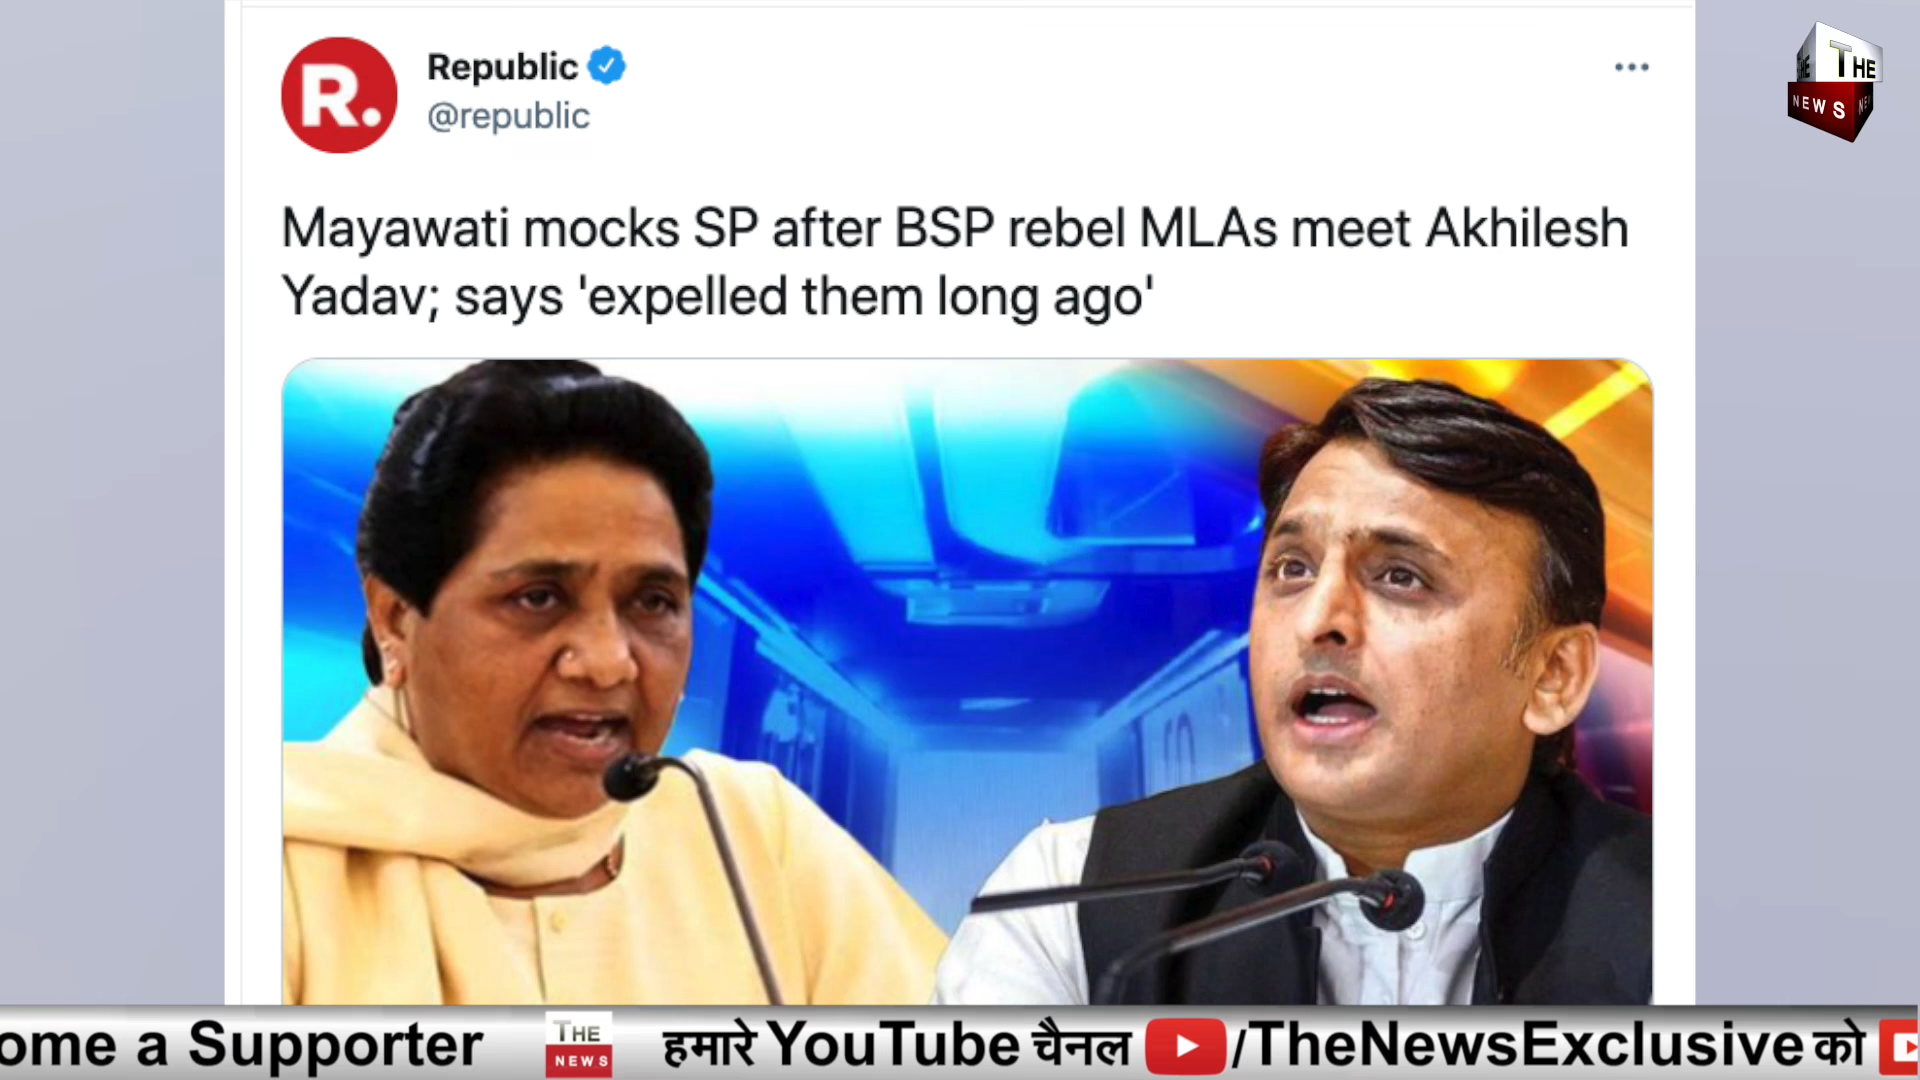 R.
Republic
@republic
Mayawati mocks SP after BSP rebel MLAs meet Akhilesh
Yadav; says 'expelled them long ago'
THE
NEWS
ome a Supporter THE NEWS हमारे YouTube चैनल /TheNewsExclusive को